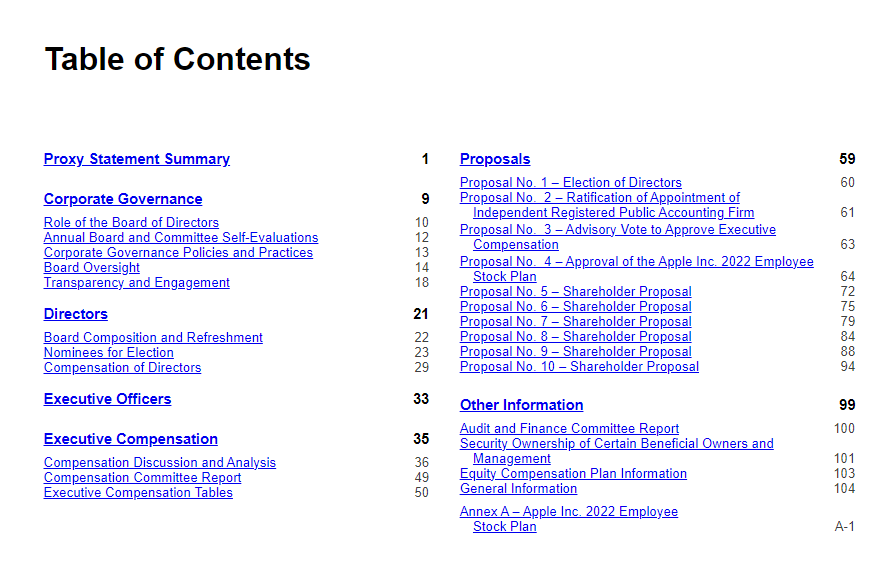 Table of Contents
Proxy Statement Summary 1
Corporate Governance 9
Role of the Board of Directors 10
Annual Board and Committee Self-Evaluations 12
Corporate Governance Policies and Practices 13
Board Oversight 14
Transparency and Engagement 18
Directors 21
Board Composition and Refreshment 22
Nominees for Election 23
Compensation of Directors 29
Executive Officers 33
Executive Compensation 35
Compensation Discussion and Analysis 36
Compensation Committee Report 49
Executive Compensation Tables 50
Proposals 59
Proposal No. 1 – Election of Directors 60
Proposal No. 2 – Ratification of Appointment of
Independent Registered Public Accounting Firm 61
Proposal No. 3 – Advisory Vote to Approve Executive
Compensation 63
Proposal No. 4 – Approval of the Apple Inc. 2022 Employee
Stock Plan 64
Proposal No. 5 – Shareholder Proposal 72
Proposal No. 6 – Shareholder Proposal 75
Proposal No. 7 – Shareholder Proposal 79
Proposal No. 8 – Shareholder Proposal 84
Proposal No. 9 – Shareholder Proposal 88
Proposal No. 10 – Shareholder Proposal 94
Other Information 99
Audit and Finance Committee Report 100
Security Ownership of Certain Beneficial Owners and
Management 101
Equity Compensation Plan Information 103
General Information 104
Annex A – Apple Inc. 2022 Employee
Stock Plan A-1